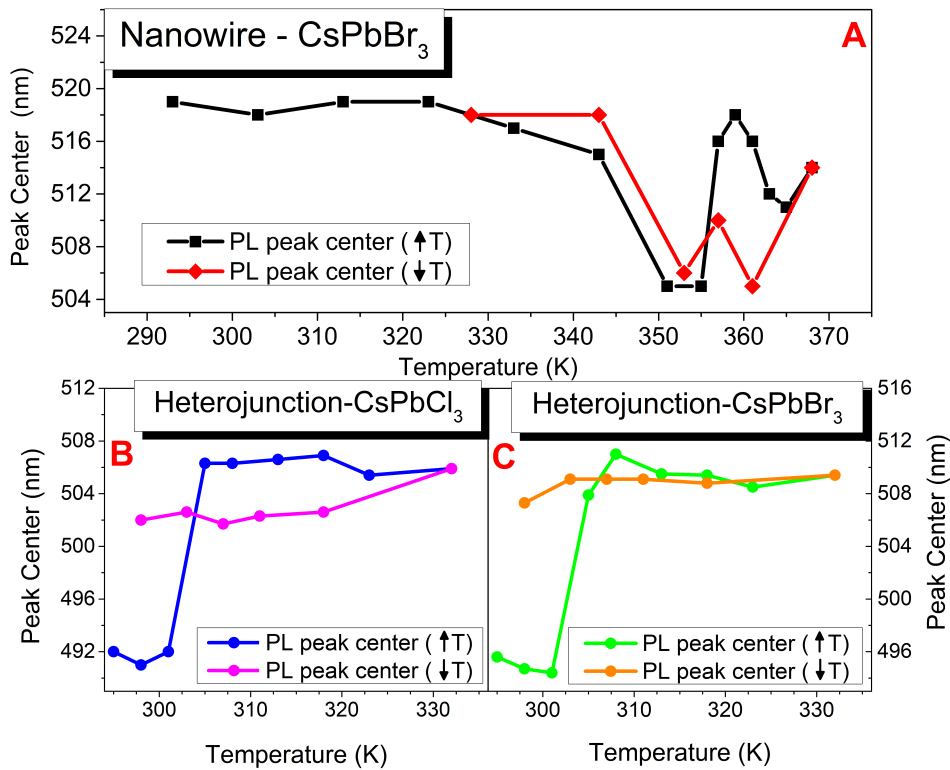 Nanowire - CsPbBr3
A
524
520
516
512
508
504
Peak Center (nm)
PL peak center (↑T)
PL peak center (↓T)
290 300 310 320 330 340 350 360 370
Temperature (K)
Heterojunction-CsPbCl3
B
512
508
504
500
496
492
Peak Center (nm)
PL peak center (↑T)
PL peak center (↓T)
300 310 320 330
Temperature (K)
Heterojunction-CsPbBr3
C
516
512
508
504
500
496
Peak Center (nm)
PL peak center (↑T)
PL peak center (↓T)
300 310 320 330
Temperature (K)